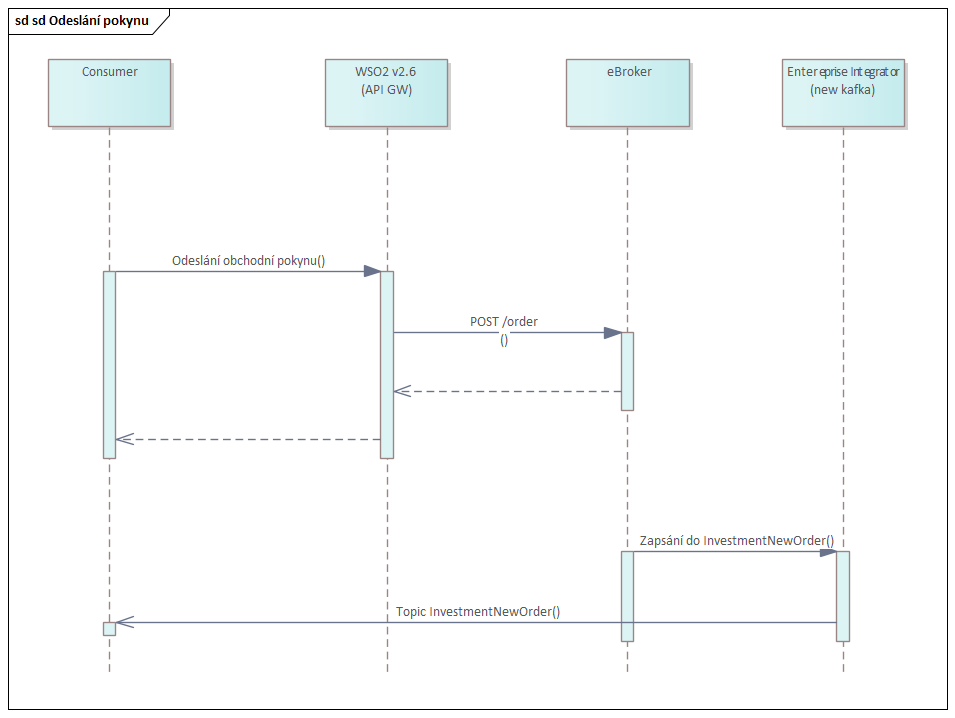 sd sd Odeslání pokynu
Consumer
WSO2 v2.6
(API GW)
eBroker
Entereprise Integrator
(new kafka)
Odeslání obchodní pokynu()
POST /order
()
Zapsání do InvestmentNewOrder()
Topic InvestmentNewOrder()